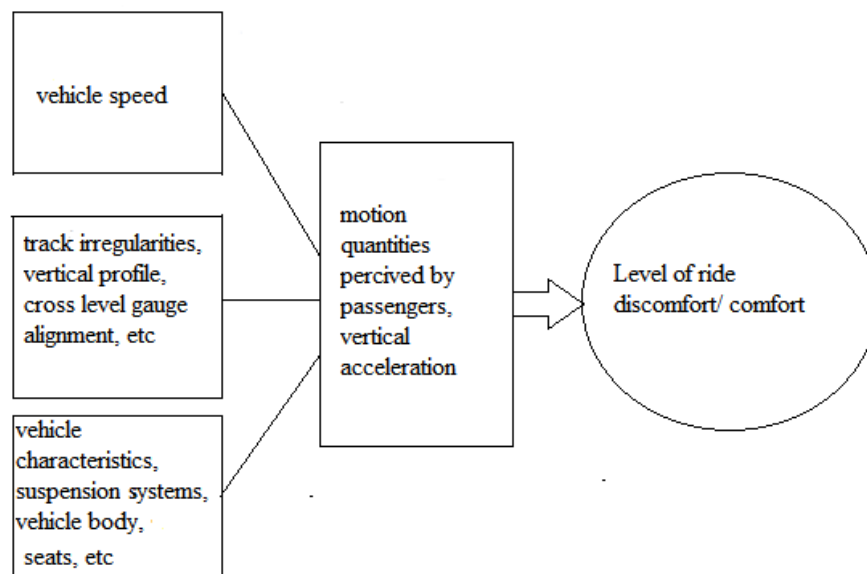 vehicle speed
track irregularities,
vertical profile,
cross level gauge
alignment, etc
vehicle
characteristics,
suspension systems,
vehicle body,
seats, etc
motion
quantities
percived by
passengers,
vertical
acceleration
Level of ride
discomfort/ comfort